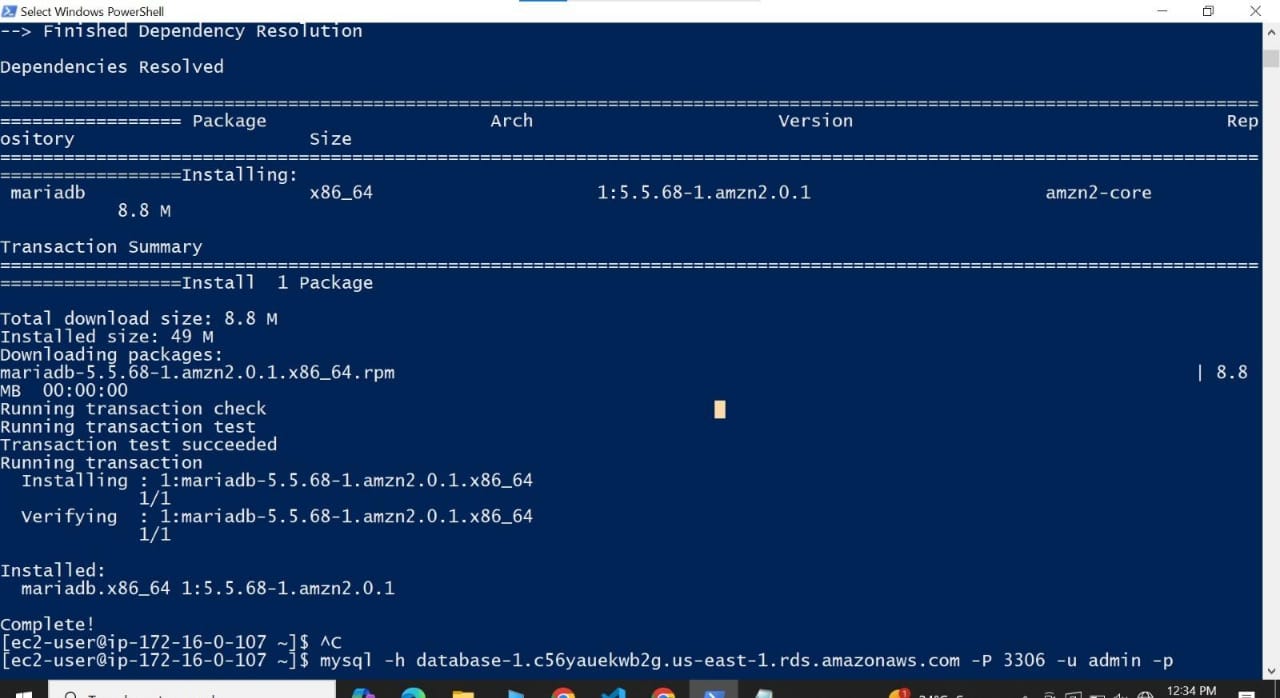 Select Windows PowerShell
--> Finished Dependency Resolution
Dependencies Resolved
======================================================================================================================
================= Package Arch Version Rep
ository Size
======================================================================================================================
=================Installing:
mariadb x86_64 1:5.5.68-1.amzn2.0.1 amzn2-core
8.8 M
Transaction Summary
======================================================================================================================
=================Install 1 Package
Total download size: 8.8 M
Installed size: 49 M
Downloading packages:
mariadb-5.5.68-1.amzn2.0.1.x86_64.rpm | 8.8
MB 00:00:00
Running transaction check
Running transaction test
Transaction test succeeded
Running transaction
Installing : 1:mariadb-5.5.68-1.amzn2.0.1.x86_64
1/1
Verifying : 1:mariadb-5.5.68-1.amzn2.0.1.x86_64
1/1
Installed:
mariadb.x86_64 1:5.5.68-1.amzn2.0.1
Complete!
[ec2-user@ip-172-16-0-107 ~]$ ^C
[ec2-user@ip-172-16-0-107 ~]$ mysql -h database-1.c56yauekwb2g.us-east-1.rds.amazonaws.com -P 3306 -u admin -p
1
12:34 PM